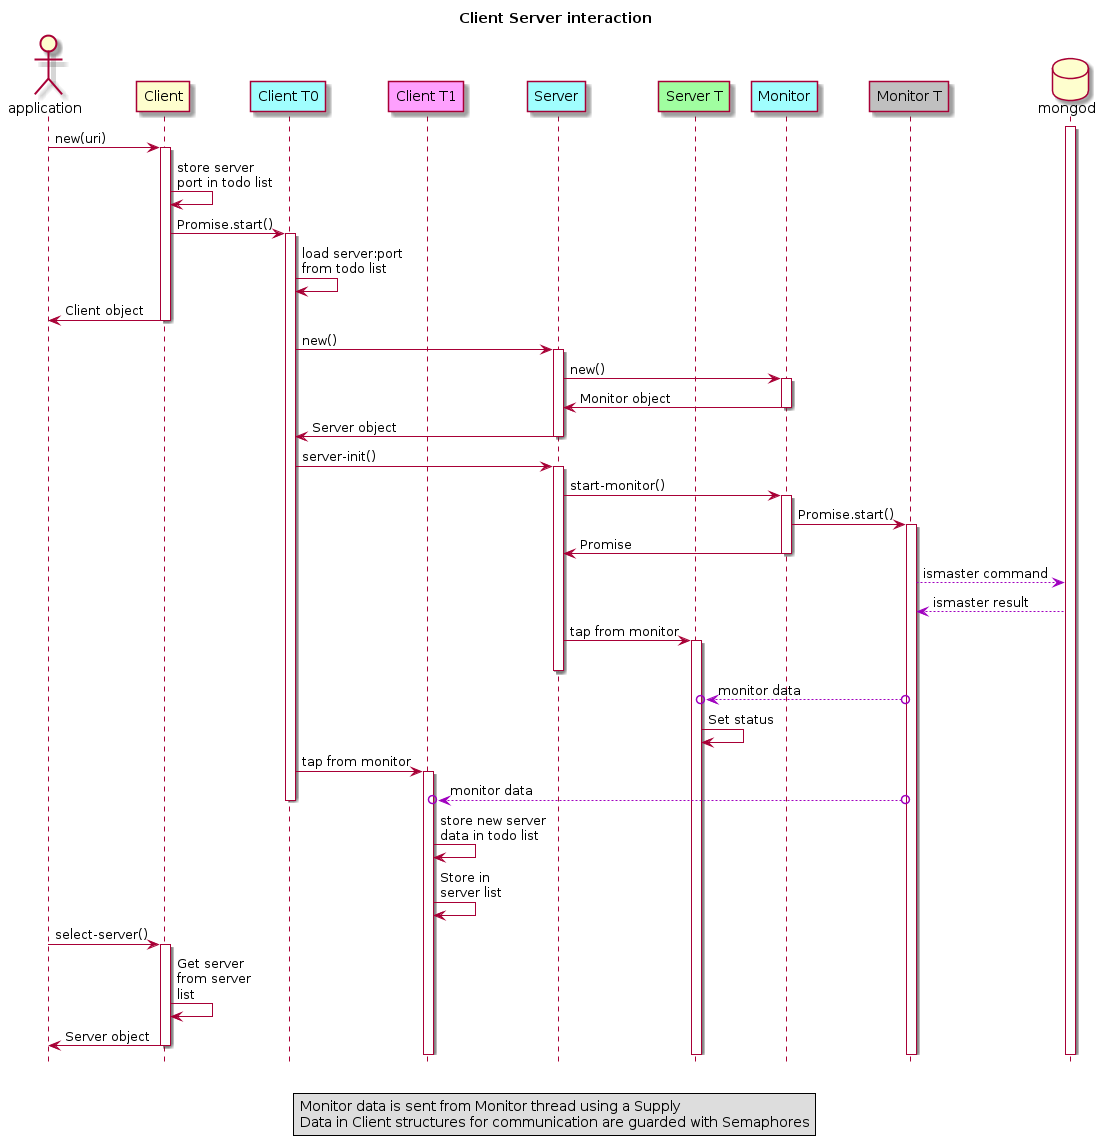 Client Server interaction
application
Client
Client T0
Client T1
Server
Server T
Monitor
Monitor T
mongod
new(uri)
store server
port in todo list
Promise.start()
load server:port
from todo list
Client object
new()
new()
Monitor object
Server object
server-init()
start-monitor()
Promise.start()
Promise
ismaster command
ismaster result
tap from monitor
monitor data
Set status
tap from monitor
monitor data
store new server
data in todo list
Store in
server list
select-server()
Get server
from server
list
Server object
Monitor data is sent from Monitor thread using a Supply
Data in Client structures for communication are guarded with Semaphores